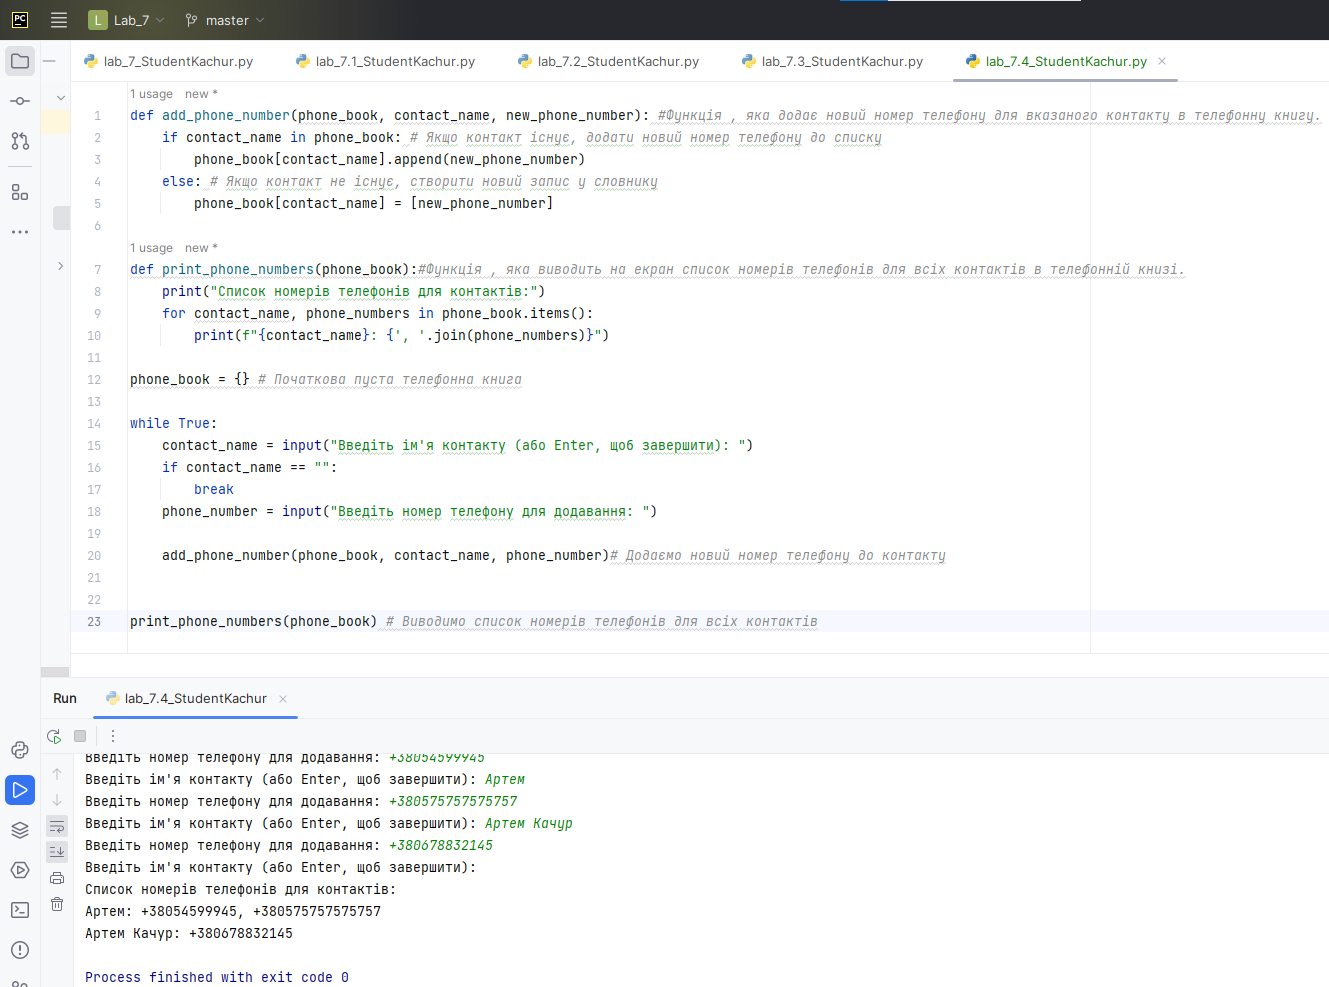 PC
L Lab_7 master
lab_7_StudentKachur.py lab_7.1_StudentKachur.py lab_7.2_StudentKachur.py lab_7.3_StudentKachur.py lab_7.4_StudentKachur.py
1 usage new *
1 def add_phone_number(phone_book, contact_name, new_phone_number): #Функція , яка додає новий номер телефону для вказаного контакту в телефонну книгу.
2 if contact_name in phone_book: # Якщо контакт існує, додати новий номер телефону до списку
3 phone_book[contact_name].append(new_phone_number)
4 else: # Якщо контакт не існує, створити новий запис у словнику
5 phone_book[contact_name] = [new_phone_number]
6
1 usage new *
7 def print_phone_numbers(phone_book):#Функція , яка виводить на екран список номерів телефонів для всіх контактів в телефонній книзі.
8 print("Список номерів телефонів для контактів:")
9 for contact_name, phone_numbers in phone_book.items():
10 print(f"{contact_name}: {', '.join(phone_numbers)}")
11
12 phone_book = {} # Початкова пуста телефонна книга
13
14 while True:
15 contact_name = input("Введіть ім'я контакту (або Enter, щоб завершити): ")
16 if contact_name == "":
17 break
18 phone_number = input("Введіть номер телефону для додавання: ")
19
20 add_phone_number(phone_book, contact_name, phone_number)# Додаємо новий номер телефону до контакту
21
22
23 print_phone_numbers(phone_book) # Виводимо список номерів телефонів для всіх контактів
Run lab_7.4_StudentKachur
Введіть номер телефону для додавання: +38054599945
Введіть ім'я контакту (або Enter, щоб завершити): Артем
Введіть номер телефону для додавання: +380575757575757
Введіть ім'я контакту (або Enter, щоб завершити): Артем Качур
Введіть номер телефону для додавання: +380678832145
Введіть ім'я контакту (або Enter, щоб завершити):
Список номерів телефонів для контактів:
Артем: +38054599945, +380575757575757
Артем Качур: +380678832145
Process finished with exit code 0